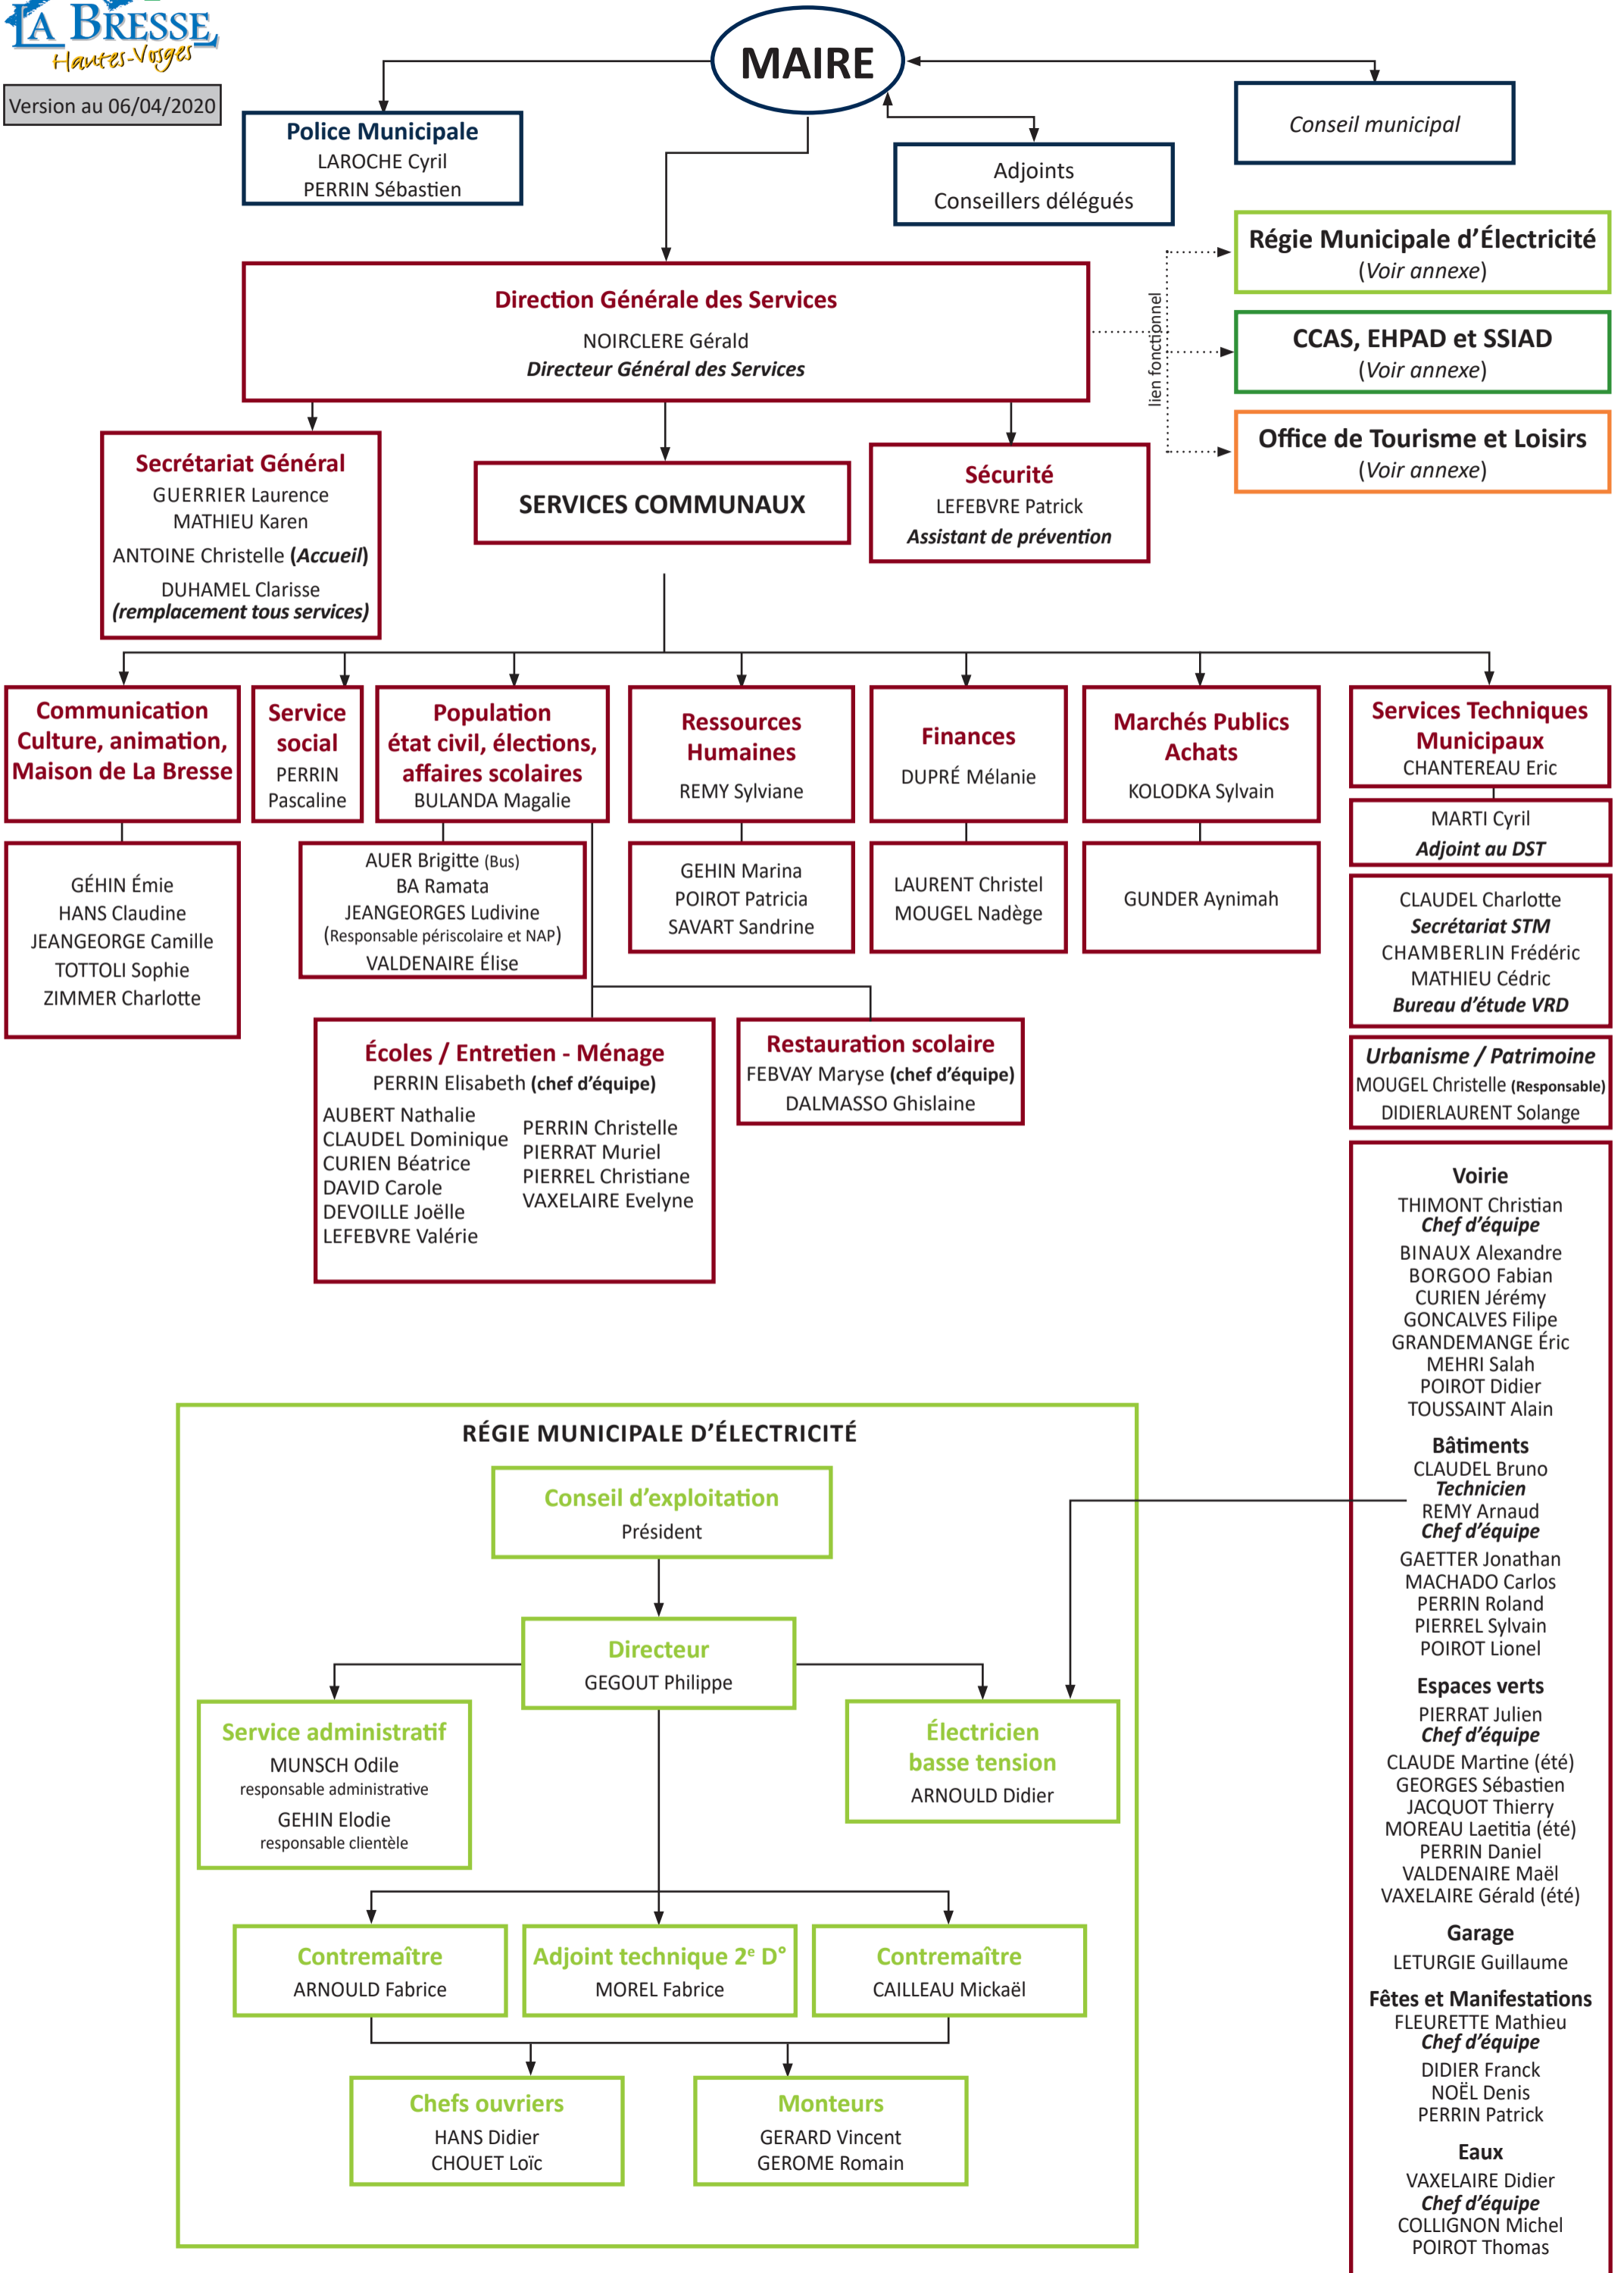 LA BRESSE
Hautes-Vosges
Version au 06/04/2020
MAIRE
Police Municipale
LAROCHE Cyril
PERRIN Sébastien
Adjoints
Conseillers délégués
Conseil municipal
Direction Générale des Services
NOIRCLERE Gérald
Directeur Général des Services
lien fonctionnel
Régie Municipale d'Électricité
(Voir annexe)
CCAS, EHPAD et SSIAD
(Voir annexe)
Office de Tourisme et Loisirs
(Voir annexe)
Secrétariat Général
GUERRIER Laurence
MATHIEU Karen
ANTOINE Christelle (Accueil)
DUHAMEL Clarisse
(remplacement tous services)
SERVICES COMMUNAUX
Sécurité
LEFEBVRE Patrick
Assistant de prévention
Communication
Culture, animation,
Maison de La Bresse
GÉHIN Émie
HANS Claudine
JEANGEORGE Camille
TOTTOLI Sophie
ZIMMER Charlotte
Service
social
PERRIN
Pascaline
Population
état civil, élections,
affaires scolaires
BULANDA Magalie
AUER Brigitte (Bus)
BA Ramata
JEANGEORGES Ludivine
(Responsable périscolaire et NAP)
VALDENAIRE Élise
Ressources
Humaines
REMY Sylviane
GEHIN Marina
POIROT Patricia
SAVART Sandrine
Finances
DUPRÉ Mélanie
LAURENT Christel
MOUGEL Nadège
Marchés Publics
Achats
KOLODKA Sylvain
GUNDER Aynimah
Services Techniques
Municipaux
CHANTEREAU Eric
MARTI Cyril
Adjoint au DST
CLAUDEL Charlotte
Secrétariat STM
CHAMBERLIN Frédéric
MATHIEU Cédric
Bureau d'étude VRD
Urbanisme / Patrimoine
MOUGEL Christelle (Responsable)
DIDIERLAURENT Solange
Écoles / Entretien - Ménage
PERRIN Elisabeth (chef d'équipe)
AUBERT Nathalie
CLAUDEL Dominique
CURIEN Béatrice
DAVID Carole
DEVOILLE Joëlle
LEFEBVRE Valérie
PERRIN Christelle
PIERRAT Muriel
PIERREL Christiane
VAXELAIRE Evelyne
Restauration scolaire
FEBVAY Maryse (chef d'équipe)
DALMASSO Ghislaine
Voirie
THIMONT Christian
Chef d'équipe
BINAUX Alexandre
BORGOO Fabian
CURIEN Jérémy
GONCALVES Filipe
GRANDEMANGE Éric
MEHRI Salah
POIROT Didier
TOUSSAINT Alain
Bâtiments
CLAUDEL Bruno
Technicien
REMY Arnaud
Chef d'équipe
GAETTER Jonathan
MACHADO Carlos
PERRIN Roland
PIERREL Sylvain
POIROT Lionel
Espaces verts
PIERRAT Julien
Chef d'équipe
CLAUDE Martine (été)
GEORGES Sébastien
JACQUOT Thierry
MOREAU Laetitia (été)
PERRIN Daniel
VALDENAIRE Maël
VAXELAIRE Gérald (été)
Garage
LETURGIE Guillaume
Fêtes et Manifestations
FLEURETTE Mathieu
Chef d'équipe
DIDIER Franck
NOËL Denis
PERRIN Patrick
Eaux
VAXELAIRE Didier
Chef d'équipe
COLLIGNON Michel
POIROT Thomas
RÉGIE MUNICIPALE D'ÉLECTRICITÉ
Conseil d'exploitation
Président
Directeur
GEGOUT Philippe
Service administratif
MUNSCH Odile
responsable administrative
GEHIN Elodie
responsable clientèle
Électricien
basse tension
ARNOULD Didier
Contremaître
ARNOULD Fabrice
Adjoint technique 2e D°
MOREL Fabrice
Contremaître
CAILLEAU Mickaël
Chefs ouvriers
HANS Didier
CHOUET Loïc
Monteurs
GERARD Vincent
GEROME Romain